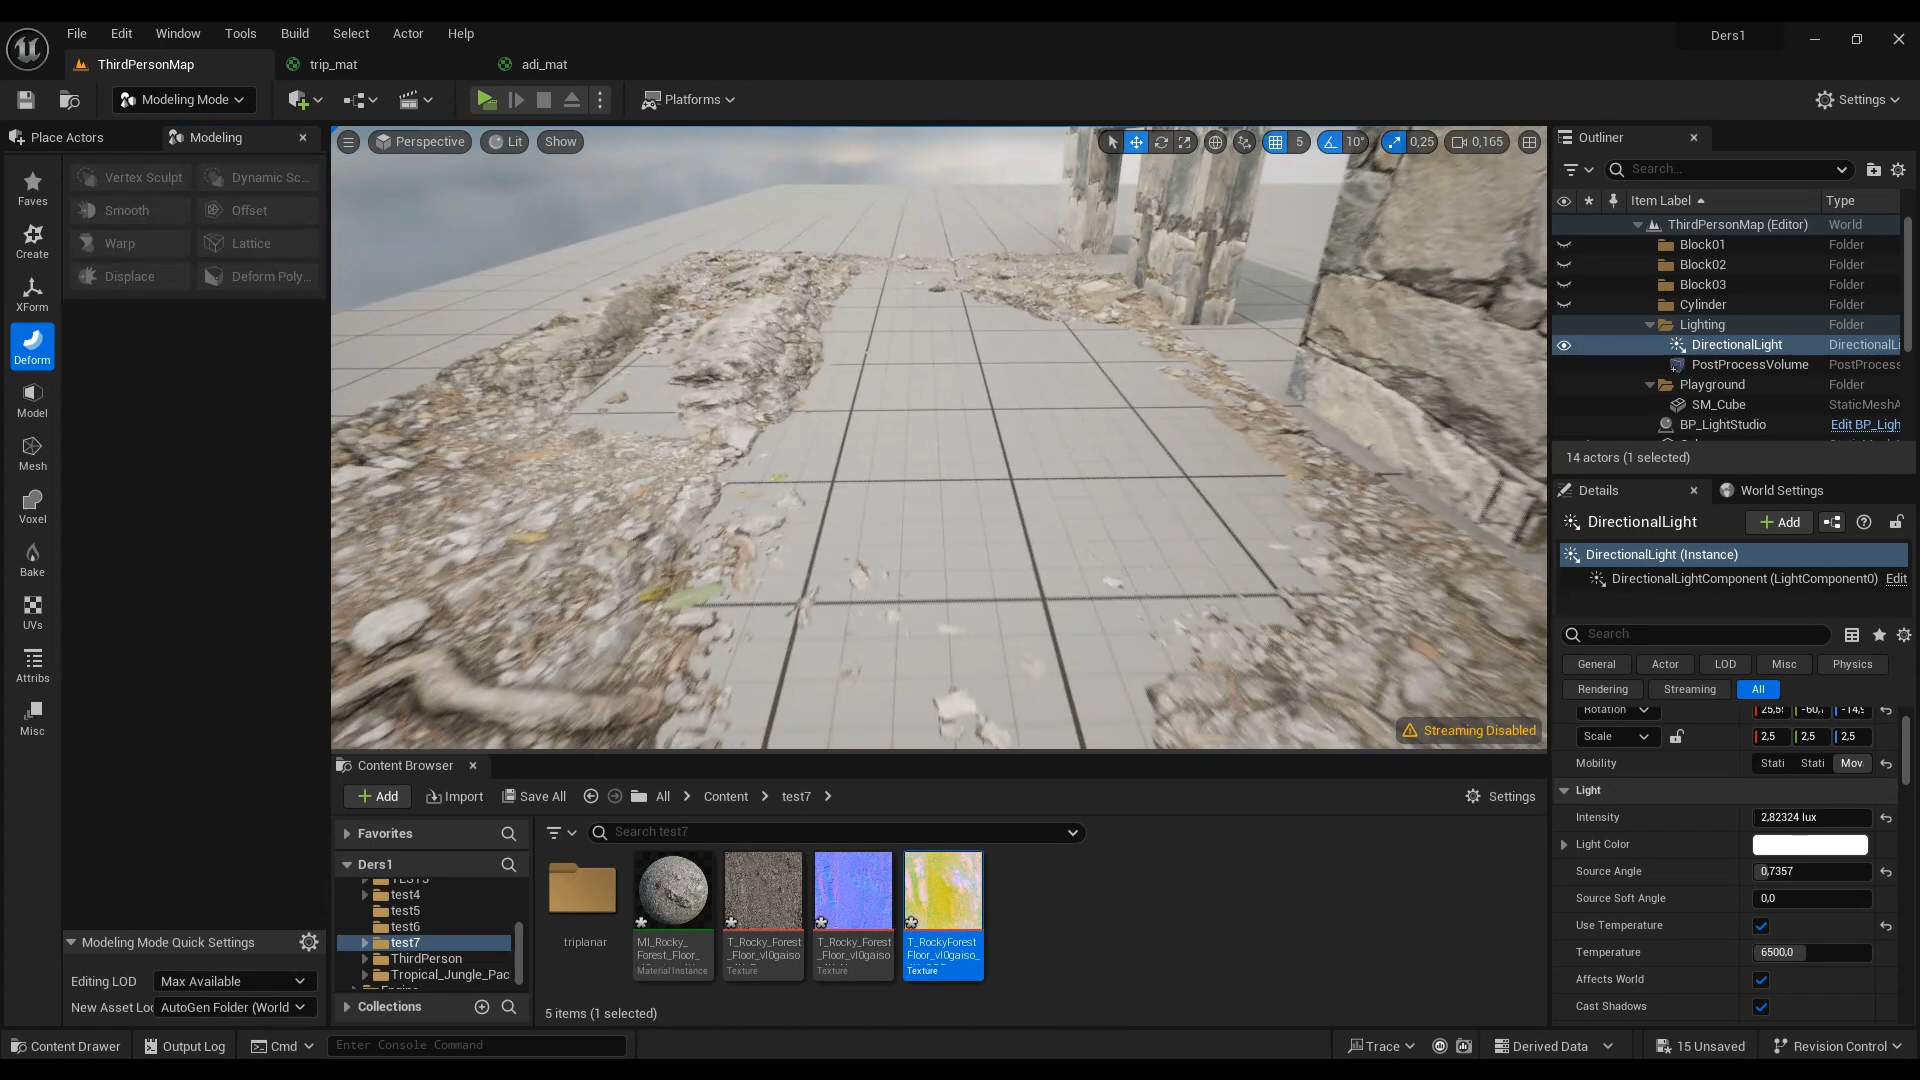 File Edit Window Tools Build Select Actor Help
Ders1
ThirdPersonMap
trip_mat
adi_mat
Modeling Mode
Platforms
Settings
Place Actors
Modeling
Faves
Create
XForm
Deform
Model
Mesh
Voxel
Bake
UVs
Attribs
Misc
Vertex Sculpt
Dynamic Sc...
Smooth
Offset
Warp
Lattice
Displace
Deform Poly...
Modeling Mode Quick Settings
Editing LOD
Max Available
New Asset Loc
AutoGen Folder (World
Perspective
Lit
Show
5
10°
0,25
0,165
Streaming Disabled
Outliner
Search...
Item Label
Type
ThirdPersonMap (Editor) World
Block01 Folder
Block02 Folder
Block03 Folder
Cylinder Folder
Lighting Folder
DirectionalLight DirectionalLi
PostProcessVolume PostProcess
Playground Folder
SM_Cube StaticMeshA
BP_LightStudio Edit BP_Ligh
14 actors (1 selected)
Details
World Settings
DirectionalLight
Add
DirectionalLight (Instance)
DirectionalLightComponent (LightComponent0) Edit
Search
General Actor LOD Misc Physics
Rendering Streaming All
Rotation
Scale 2,5 2,5 2,5
Mobility Stati Stati Mov
Light
Intensity 2,82324 lux
Light Color
Source Angle 0,7357
Source Soft Angle 0,0
Use Temperature
Temperature 6500,0
Affects World
Cast Shadows
Content Browser
Add Import Save All All Content test7 Settings
Favorites
Ders1
test4
test5
test6
test7
ThirdPerson
Tropical_Jungle_Pac
Collections
Search test7
triplanar
MI_Rocky_
Forest_Floor_
Material Instance
T_Rocky_Forest
_Floor_vl0gaiso_
Texture
T_Rocky_Forest
_Floor_vl0gaiso_
Texture
T_RockyForest
Floor_vl0gaiso_
Texture
5 items (1 selected)
Content Drawer
Output Log
Cmd
Enter Console Command
Trace
Derived Data
15 Unsaved
Revision Control